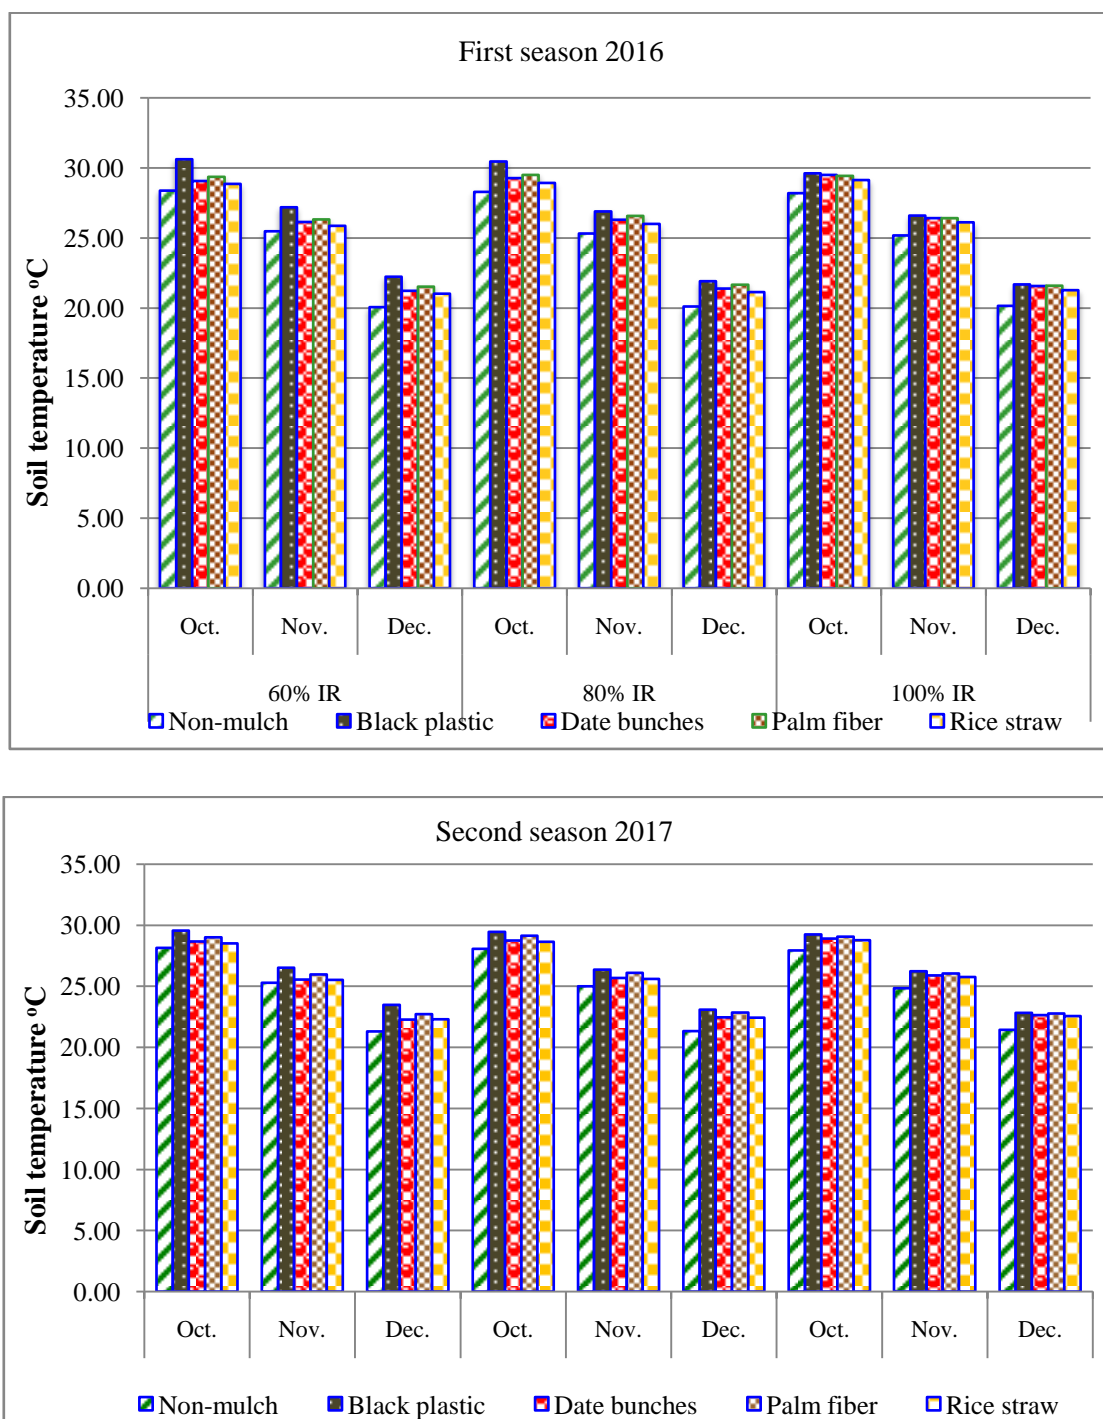 First season 2016
35.00
30.00
25.00
20.00
15.00
10.00
5.00
0.00
Soil temperature ºC
Oct. Nov. Dec. Oct. Nov. Dec. Oct. Nov. Dec.
60% IR 80% IR 100% IR
Non-mulch Black plastic Date bunches Palm fiber Rice straw
Second season 2017
35.00
30.00
25.00
20.00
15.00
10.00
5.00
0.00
Soil temperature ºC
Oct. Nov. Dec. Oct. Nov. Dec. Oct. Nov. Dec.
Non-mulch Black plastic Date bunches Palm fiber Rice straw